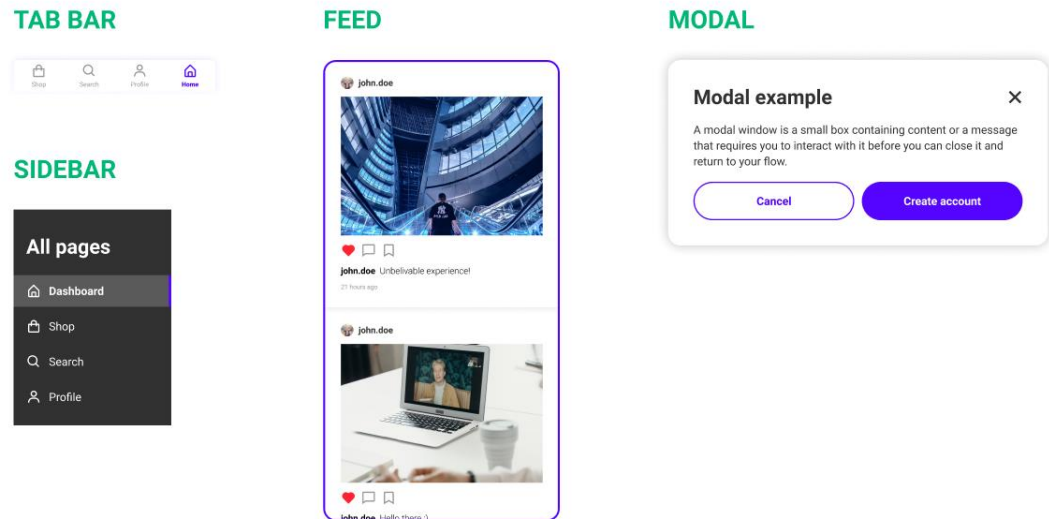 TAB BAR
Shop
Search
Profile
Home
SIDEBAR
All pages
Dashboard
Shop
Search
Profile
FEED
john.doe
john.doe Unbelivable experience!
27 hours ago
john.doe
john.doe Hello there :)
MODAL
Modal example
A modal window is a small box containing content or a message
that requires you to interact with it before you can close it and
return to your flow.
Cancel
Create account